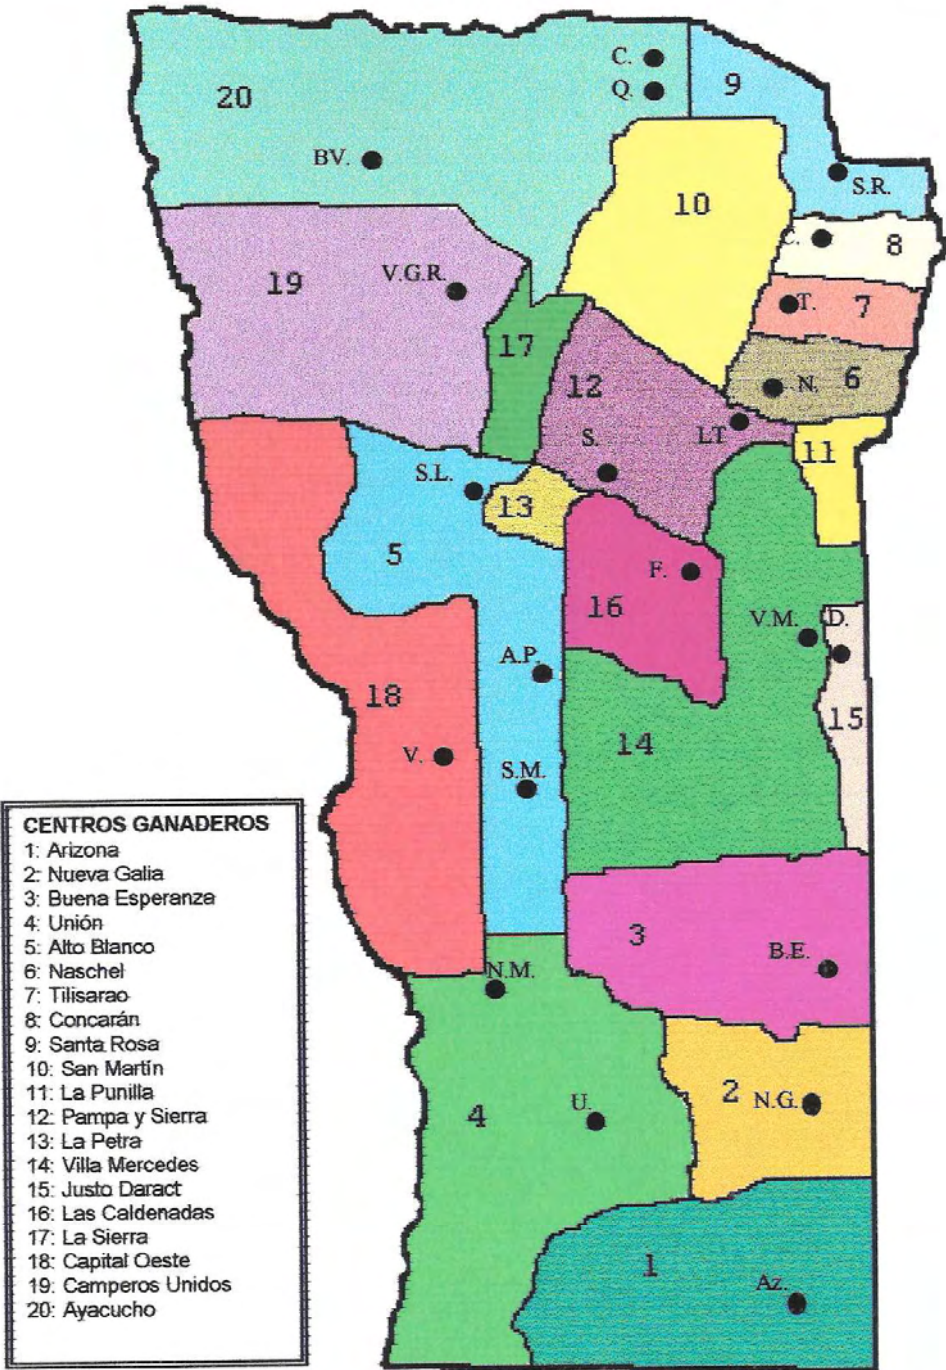 C.
Q.
9
20
BV.
S.R.
10
C.
8
V.G.R.
19
T.
7
17
12
N.
6
LT
S.
11
S.L.
13
5
F.
16
V.M.
D.
A.P.
18
15
14
V.
S.M.
3
B.E.
N.M.
2
N.G.
4
U.
1
Az.
CENTROS GANADEROS
1: Arizona
2: Nueva Galia
3: Buena Esperanza
4: Unión
5: Alto Blanco
6: Naschel
7: Tilisarao
8: Concarán
9: Santa Rosa
10: San Martín
11: La Punilla
12: Pampa y Sierra
13: La Petra
14: Villa Mercedes
15: Justo Daract
16: Las Caldenadas
17: La Sierra
18: Capital Oeste
19: Camperos Unidos
20: Ayacucho